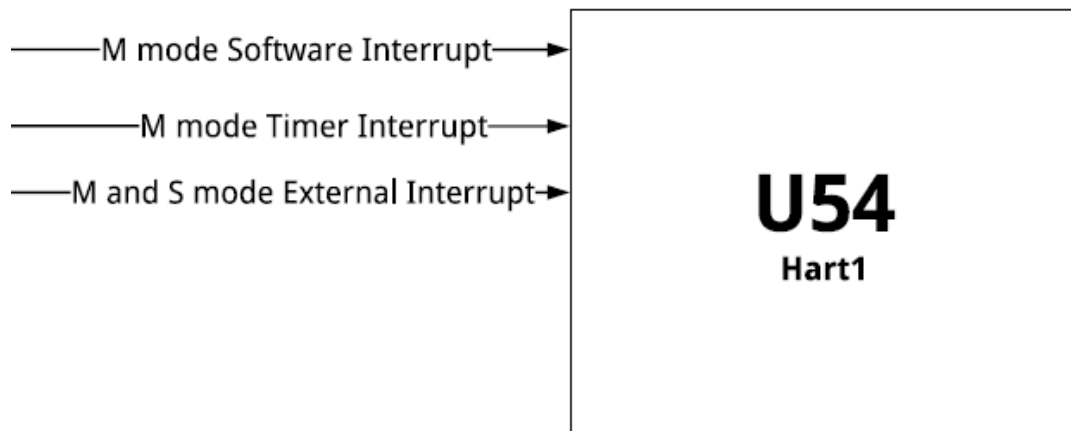 M mode Software Interrupt
M mode Timer Interrupt
M and S mode External Interrupt
U54
Hart1